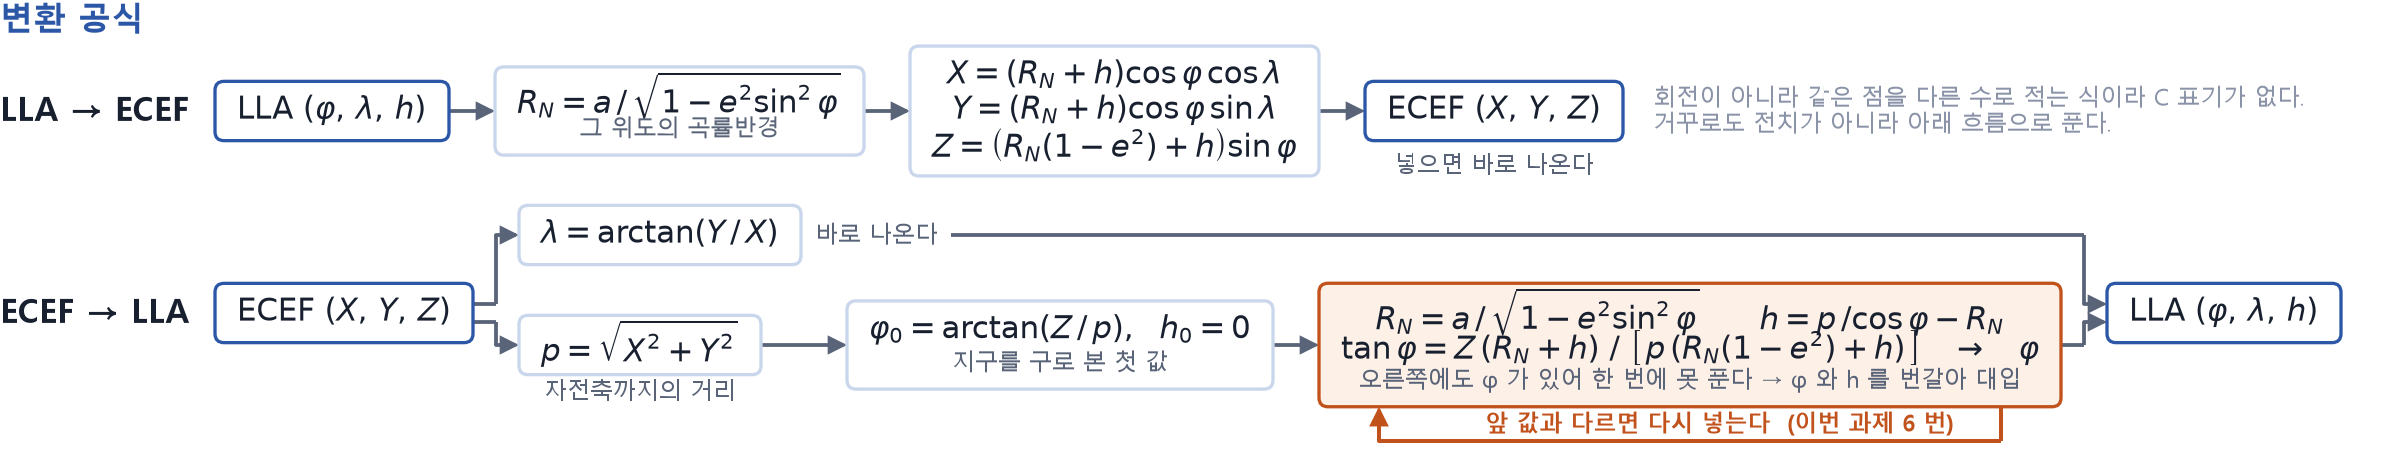 변환 공식
LLA → ECEF
LLA (φ, λ, h)
R_N = a / √(1 − e² sin² φ)
그 위도의 곡률반경
X = (R_N + h) cos φ cos λ
Y = (R_N + h) cos φ sin λ
Z = (R_N(1 − e²) + h) sin φ
ECEF (X, Y, Z)
넣으면 바로 나온다
회전이 아니라 같은 점을 다른 수로 적는 식이라 C 표기가 없다.
거꾸로도 전치가 아니라 아래 흐름으로 푼다.
ECEF → LLA
ECEF (X, Y, Z)
λ = arctan(Y / X)
바로 나온다
p = √(X² + Y²)
자전축까지의 거리
φ₀ = arctan(Z / p), h₀ = 0
지구를 구로 본 첫 값
R_N = a / √(1 − e² sin² φ) h = p / cos φ − R_N
tan φ = Z (R_N + h) / [p (R_N(1 − e²) + h)] → φ
오른쪽에도 φ 가 있어 한 번에 못 푼다 → φ 와 h 를 번갈아 대입
앞 값과 다르면 다시 넣는다 (이번 과제 6 번)
LLA (φ, λ, h)